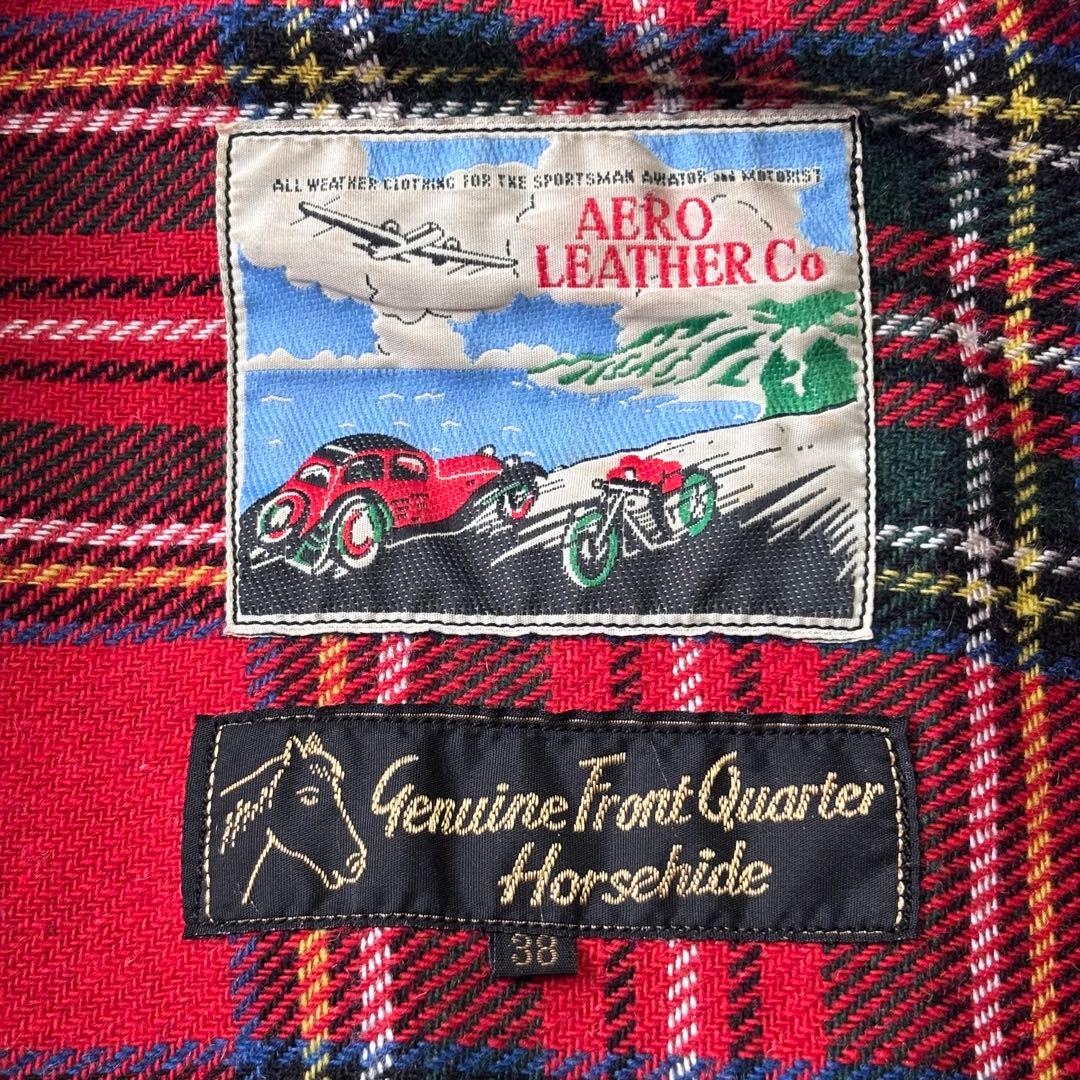 ALL WEATHER CLOTHING FOR THE SPORTSMAN AVIATOR AND MOTORIST
AERO
LEATHER Co
Genuine Front Quarter
Horsehide
38